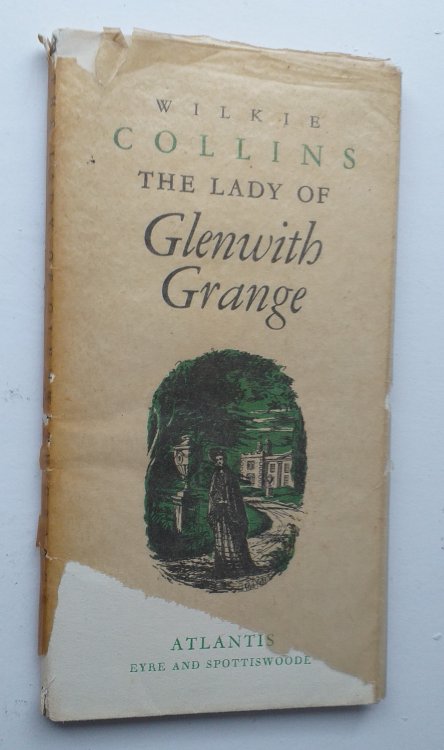 WILKIE
COLLINS
THE LADY OF
Glenwith
Grange
ATLANTIS
EYRE AND SPOTTISWOODE